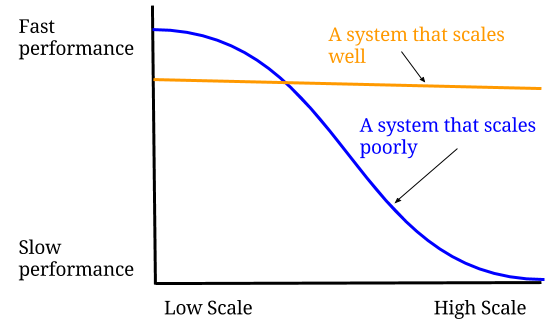 Fast
performance
A system that scales
well
A system that scales
poorly
Slow
performance
Low Scale
High Scale